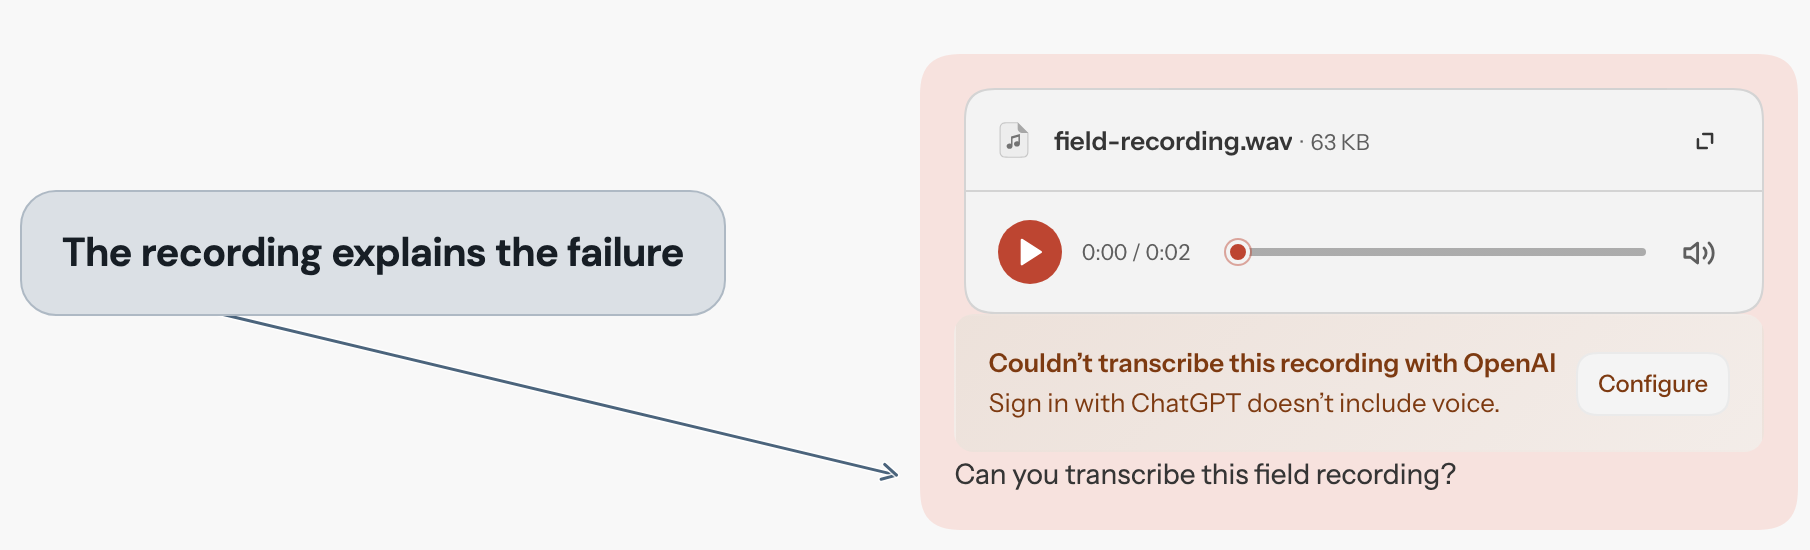 The recording explains the failure
field-recording.wav · 63 KB
0:00 / 0:02
Couldn’t transcribe this recording with OpenAI
Sign in with ChatGPT doesn’t include voice.
Configure
Can you transcribe this field recording?